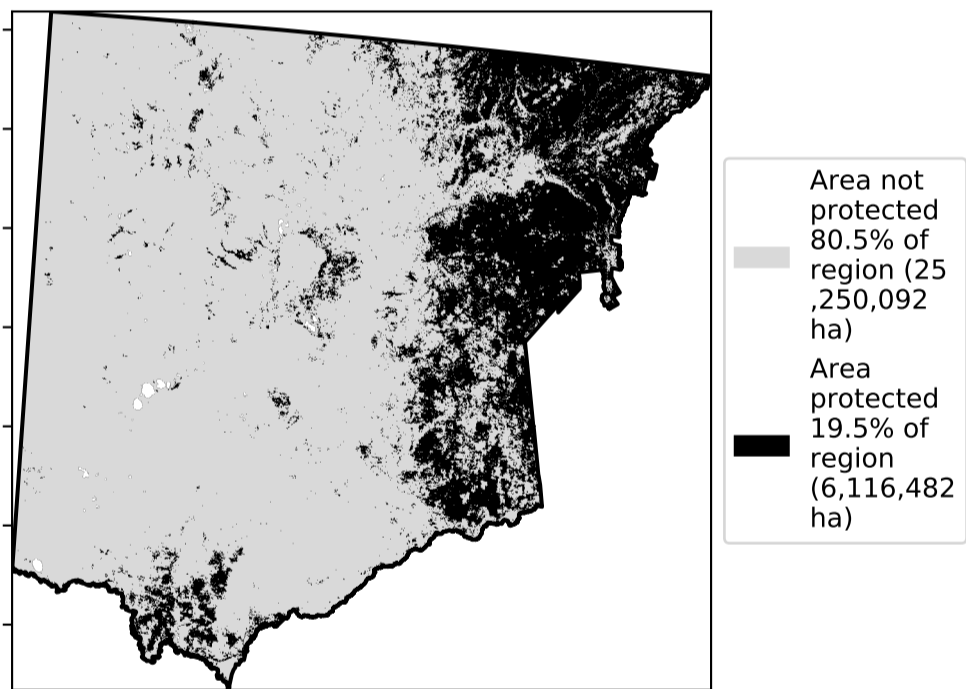 Area not
protected
80.5% of
region (25
,250,092
ha)
Area
protected
19.5% of
region
(6,116,482
ha)